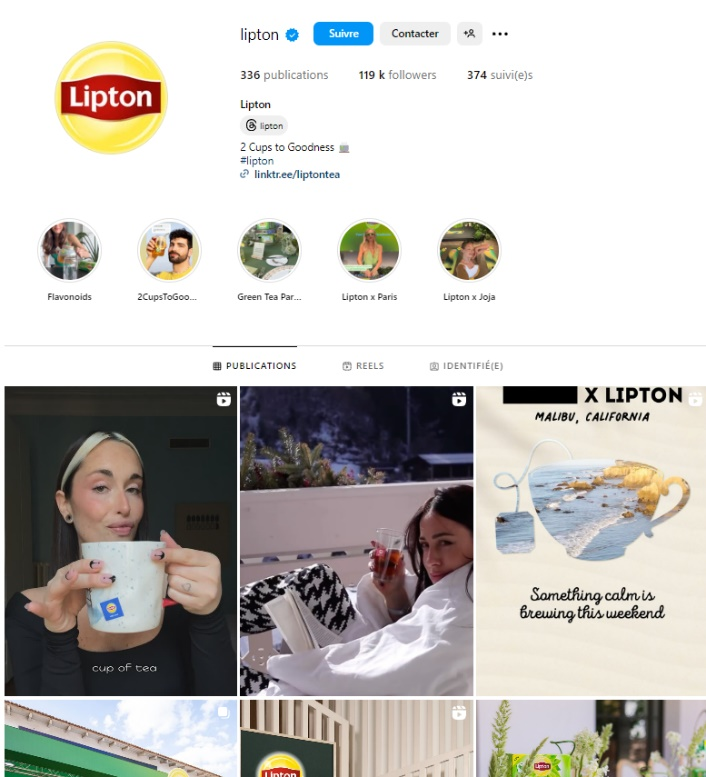 lipton
Suivre
Contacter
336 publications
119 k followers
374 suivi(e)s
Lipton
Lipton
lipton
2 Cups to Goodness
#lipton
linktr.ee/liptontea
Flavonoids
2CupsToGoo...
Green Tea Par...
Lipton x Paris
Lipton x Joja
PUBLICATIONS
REELS
IDENTIFIÉ(E)
X LIPTON
MALIBU, CALIFORNIA
Something calm is
brewing this weekend
cup of tea
Lipton
Lipton